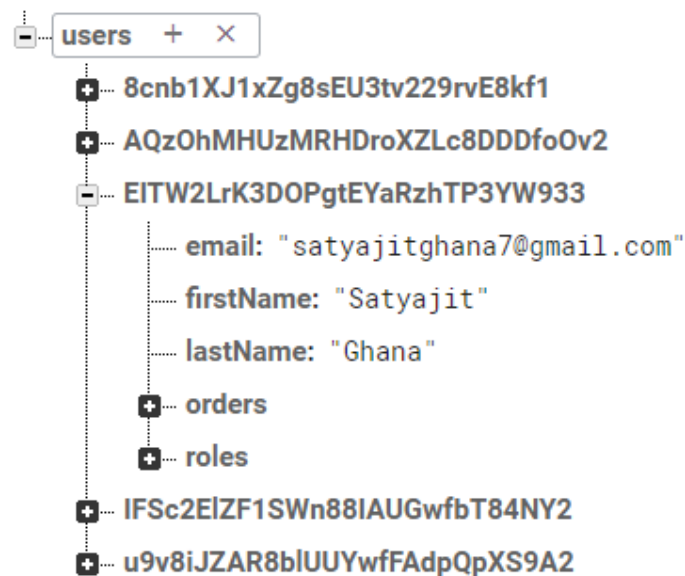 users + ×
8cnb1XJ1xZg8sEU3tv229rvE8kf1
AQzOhMHUzMRHDroXZLc8DDDfoOv2
EITW2LrK3DOPgtEYaRzhTP3YW933
email: "satyajitghana7@gmail.com"
firstName: "Satyajit"
lastName: "Ghana"
orders
roles
IFSc2ElZF1SWn88IAUGwfbT84NY2
u9v8iJZAR8blUUYwfFAdpQpXS9A2